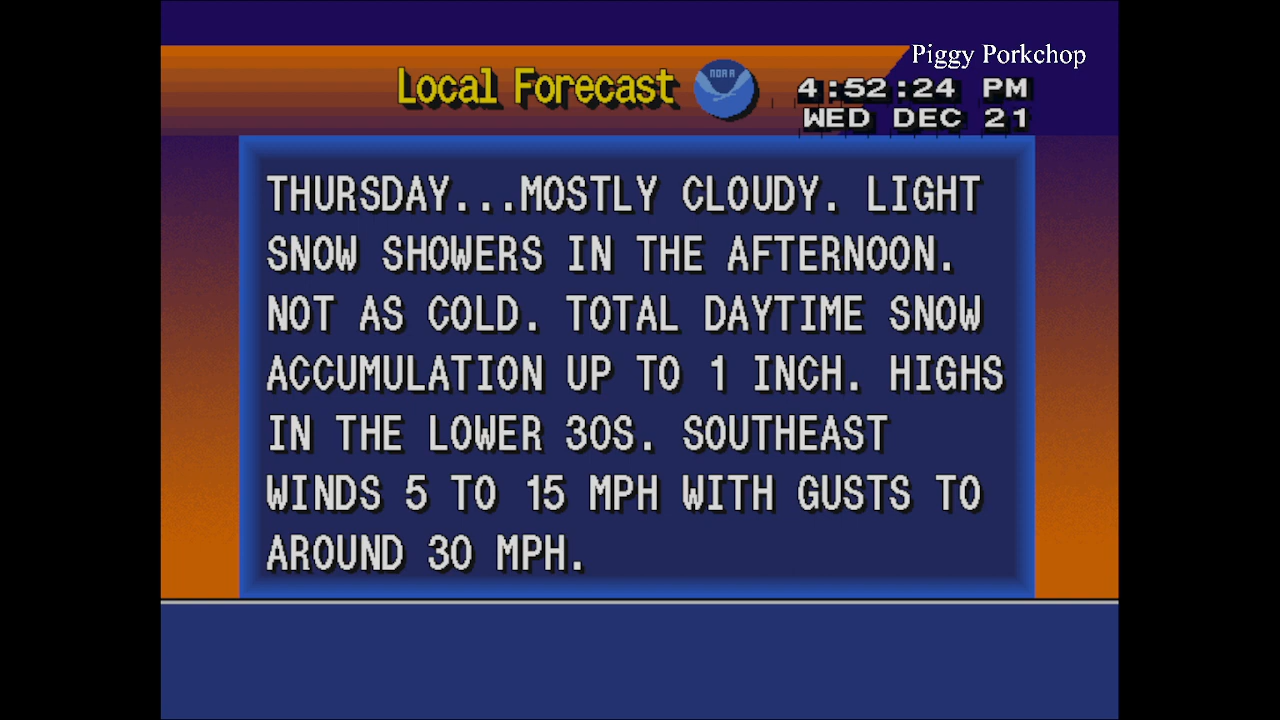 Piggy Porkchop
Local Forecast
NOAA
4:52:24 PM
WED DEC 21
THURSDAY...MOSTLY CLOUDY. LIGHT
SNOW SHOWERS IN THE AFTERNOON.
NOT AS COLD. TOTAL DAYTIME SNOW
ACCUMULATION UP TO 1 INCH. HIGHS
IN THE LOWER 30S. SOUTHEAST
WINDS 5 TO 15 MPH WITH GUSTS TO
AROUND 30 MPH.